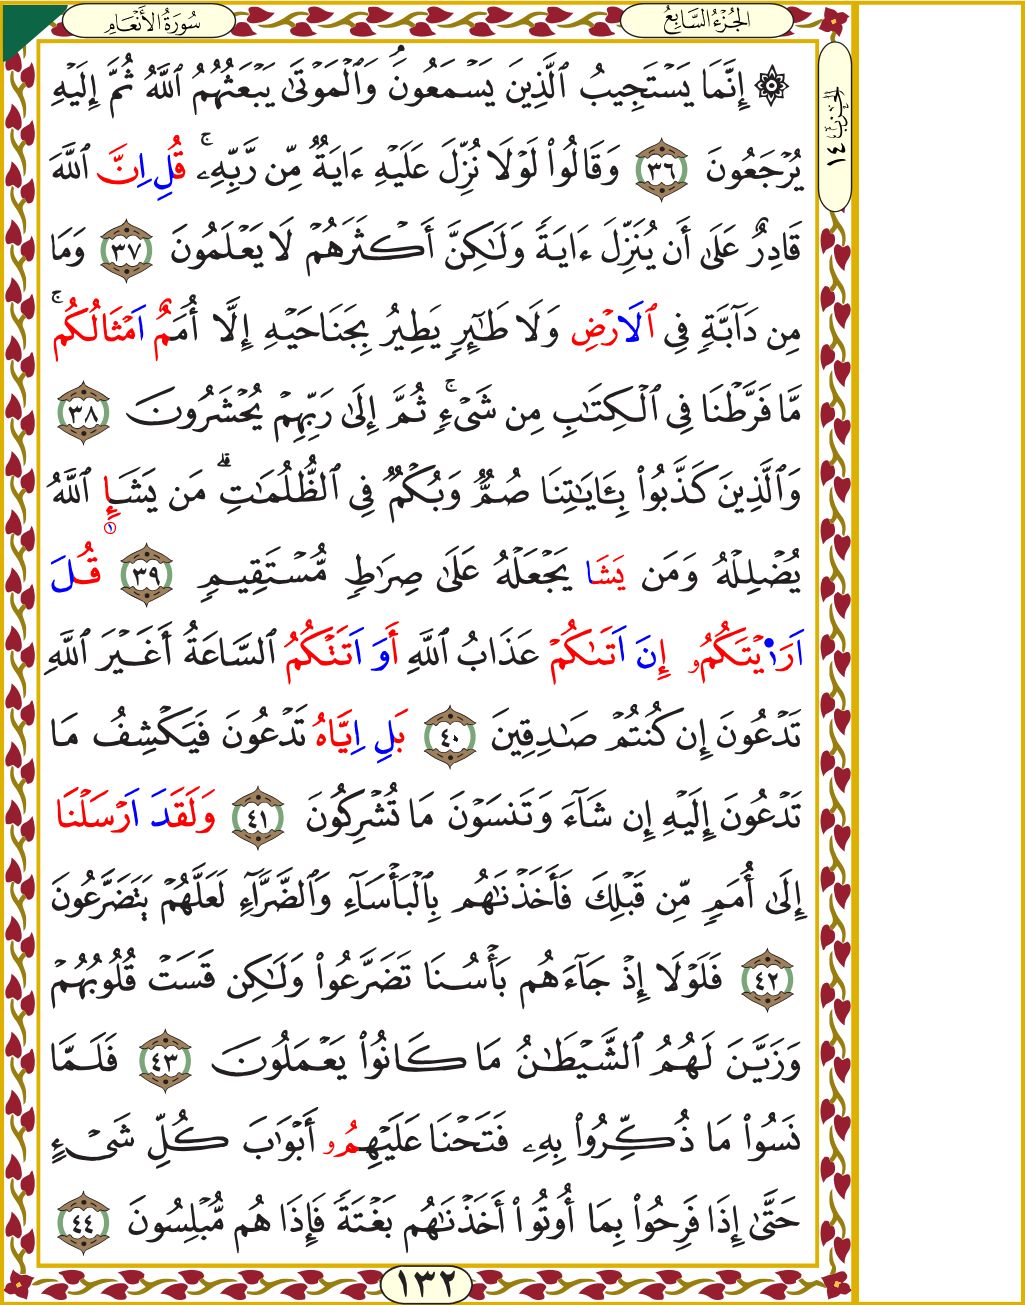 سُورَةُ الأَنْعَامِ
الجُزْءُ السَّابِعُ
الحِزْبُ ١٤
۞ إِنَّمَا يَسْتَجِيبُ ٱلَّذِينَ يَسْمَعُونَۘ وَٱلْمَوْتَىٰ يَبْعَثُهُمُ ٱللَّهُ ثُمَّ إِلَيْهِ
يُرْجَعُونَ ٣٦ وَقَالُوا۟ لَوْلَا نُزِّلَ عَلَيْهِ ءَايَةٌ مِّن رَّبِّهِۦۚ قُلِ اِنَّ ٱللَّهَ
قَادِرٌ عَلَىٰ أَن يُنَزِّلَ ءَايَةً وَلَٰكِنَّ أَكْثَرَهُمْ لَا يَعْلَمُونَ ٣٧ وَمَا
مِن دَآبَّةٍ فِى ٱلَارْضِ وَلَا طَٰٓئِرٍ يَطِيرُ بِجَنَاحَيْهِ إِلَّا أُمَمٌ اَمْثَالُكُمۚ
مَّا فَرَّطْنَا فِى ٱلْكِتَٰبِ مِن شَىْءٍۚ ثُمَّ إِلَىٰ رَبِّهِمْ يُحْشَرُونَ ٣٨
وَٱلَّذِينَ كَذَّبُوا۟ بِـَٔايَٰتِنَا صُمٌّ وَبُكْمٌ فِى ٱلظُّلُمَٰتِۗ مَن يَشَإِ ٱللَّهُ
١
يُضْلِلْهُ وَمَن يَشَا يَجْعَلْهُ عَلَىٰ صِرَٰطٍ مُّسْتَقِيمٍ ٣٩ قُلَ
اَرَٰ•يْتَكُمُۥ إِنَ اَتَىٰكُمْ عَذَابُ ٱللَّهِ أَوَ اَتَتْكُمُ ٱلسَّاعَةُ أَغَيْرَ ٱللَّهِ
تَدْعُونَ إِن كُنتُمْ صَٰدِقِينَ ٤٠ بَلِ اِيَّاهُ تَدْعُونَ فَيَكْشِفُ مَا
تَدْعُونَ إِلَيْهِ إِن شَآءَ وَتَنسَوْنَ مَا تُشْرِكُونَ ٤١ وَلَقَدَ اَرْسَلْنَا
إِلَىٰ أُمَمٍ مِّن قَبْلِكَ فَأَخَذْنَٰهُم بِٱلْبَأْسَآءِ وَٱلضَّرَّآءِ لَعَلَّهُمْ يَتَضَرَّعُونَ
٤٢ فَلَوْلَا إِذْ جَآءَهُم بَأْسُنَا تَضَرَّعُوا۟ وَلَٰكِن قَسَتْ قُلُوبُهُمْ
وَزَيَّنَ لَهُمُ ٱلشَّيْطَٰنُ مَا كَانُوا۟ يَعْمَلُونَ ٤٣ فَلَمَّا
نَسُوا۟ مَا ذُكِّرُوا۟ بِهِۦ فَتَحْنَا عَلَيْهِمُۥ أَبْوَٰبَ كُلِّ شَىْءٍ
حَتَّىٰ إِذَا فَرِحُوا۟ بِمَا أُوتُوا۟ أَخَذْنَٰهُم بَغْتَةً فَإِذَا هُم مُّبْلِسُونَ ٤٤
١٣٢